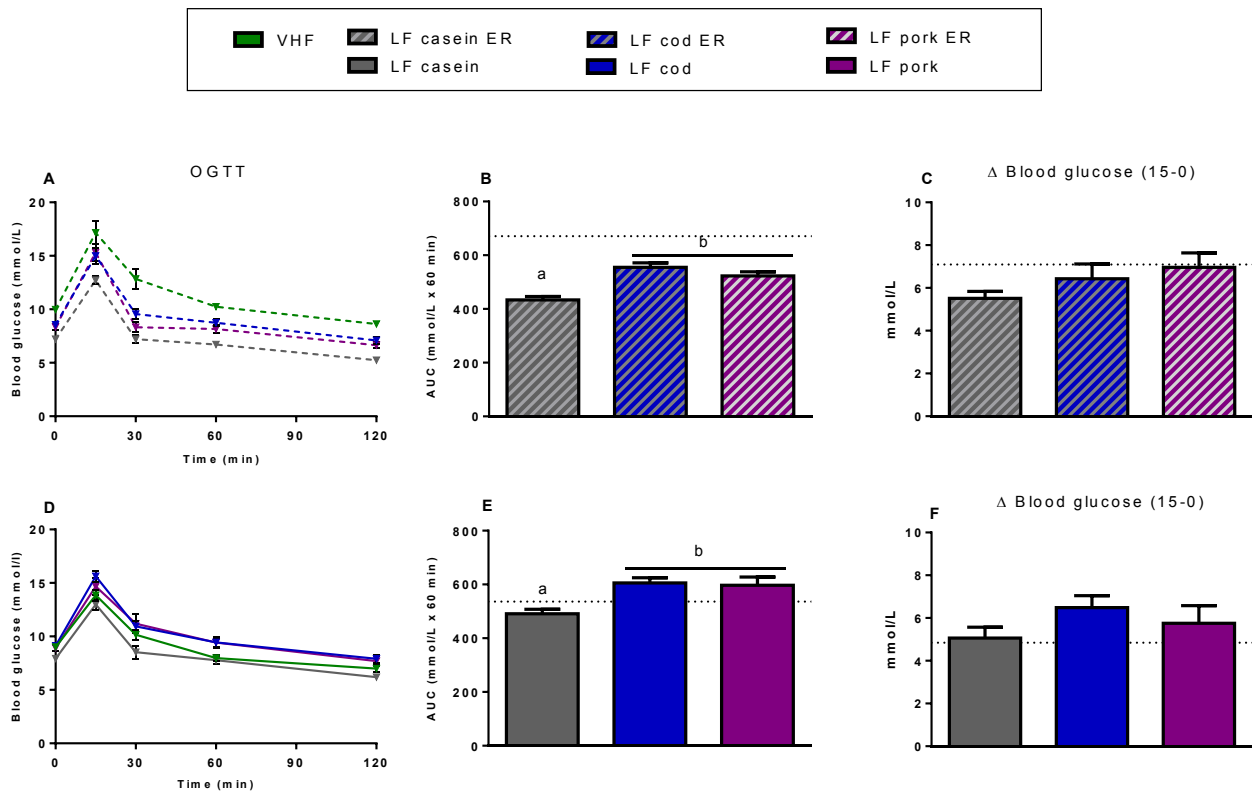 VHF LF casein ER LF cod ER LF pork ER
LF casein LF cod LF pork
A OGTT
Blood glucose (mmol/L)
20
15
10
5
0
0 30 60 90 120
Time (min)
B
AUC (mmol/L x 60 min)
800
600
400
200
0
a
b
C Δ Blood glucose (15-0)
mmol/L
10
8
6
4
2
0
D
Blood glucose (mmol/l)
20
15
10
5
0
0 30 60 90 120
Time (min)
E
AUC (mmol/L x 60 min)
800
600
400
200
0
a
b
F Δ Blood glucose (15-0)
mmol/L
10
8
6
4
2
0